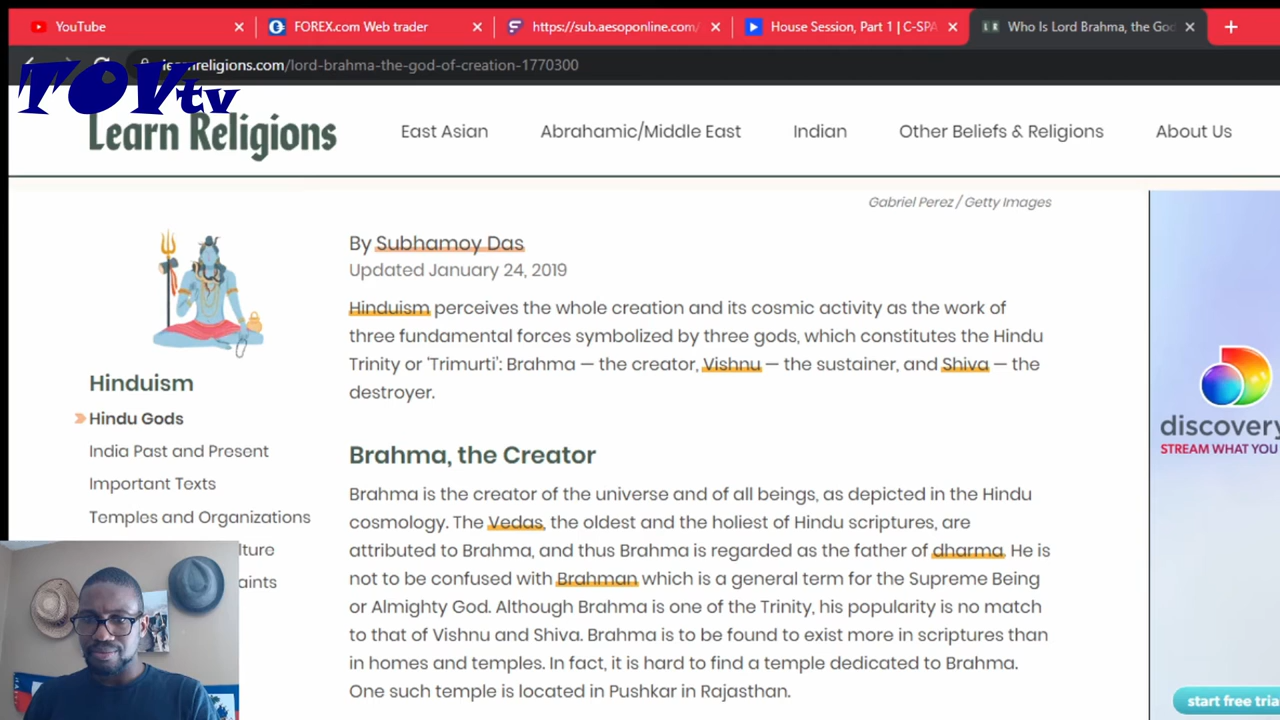 YouTube
FOREX.com Web trader
https://sub.aesoponline.com/
House Session, Part 1 | C-SPA
Who Is Lord Brahma, the God
learnreligions.com/lord-brahma-the-god-of-creation-1770300
TOVtv
Learn Religions
East Asian
Abrahamic/Middle East
Indian
Other Beliefs & Religions
About Us
Gabriel Perez / Getty Images
By Subhamoy Das
Updated January 24, 2019
Hinduism perceives the whole creation and its cosmic activity as the work of
three fundamental forces symbolized by three gods, which constitutes the Hindu
Trinity or 'Trimurti': Brahma — the creator, Vishnu — the sustainer, and Shiva — the
destroyer.
Brahma, the Creator
Brahma is the creator of the universe and of all beings, as depicted in the Hindu
cosmology. The Vedas, the oldest and the holiest of Hindu scriptures, are
attributed to Brahma, and thus Brahma is regarded as the father of dharma. He is
not to be confused with Brahman which is a general term for the Supreme Being
or Almighty God. Although Brahma is one of the Trinity, his popularity is no match
to that of Vishnu and Shiva. Brahma is to be found to exist more in scriptures than
in homes and temples. In fact, it is hard to find a temple dedicated to Brahma.
One such temple is located in Pushkar in Rajasthan.
Hinduism
Hindu Gods
India Past and Present
Important Texts
Temples and Organizations
lture
aints
discovery
STREAM WHAT YOU
start free tria